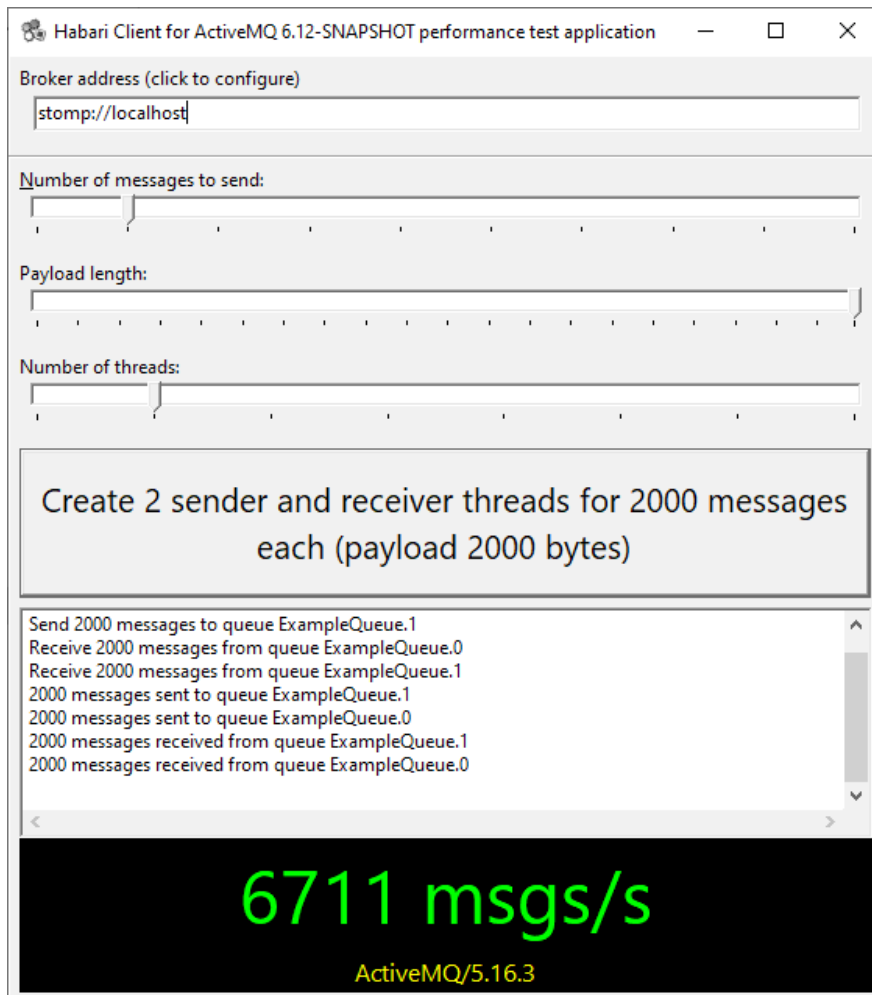 Habari Client for ActiveMQ 6.12-SNAPSHOT performance test application
Broker address (click to configure)
stomp://localhost
Number of messages to send:
Payload length:
Number of threads:
Create 2 sender and receiver threads for 2000 messages
each (payload 2000 bytes)
Send 2000 messages to queue ExampleQueue.1
Receive 2000 messages from queue ExampleQueue.0
Receive 2000 messages from queue ExampleQueue.1
2000 messages sent to queue ExampleQueue.1
2000 messages sent to queue ExampleQueue.0
2000 messages received from queue ExampleQueue.1
2000 messages received from queue ExampleQueue.0
6711 msgs/s
ActiveMQ/5.16.3